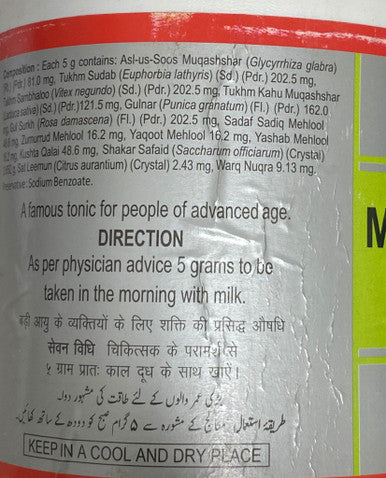 Composition : Each 5 g contains: Asl-us-Soos Muqashshar (Glycyrrhiza glabra)
(Rt.) (Pdr.) 81.0 mg, Tukhm Sudab (Euphorbia lathyris) (Sd.) (Pdr.) 202.5 mg,
Tukhm Sambhaloo (Vitex negundo) (Sd.) (Pdr.) 202.5 mg, Tukhm Kahu Muqashshar
(Lactuca sativa) (Sd.) (Pdr.)121.5 mg, Gulnar (Punica granatum) (Fl.) (Pdr.) 162.0
mg, Gul Surkh (Rosa damascena) (Fl.) (Pdr.) 202.5 mg, Sadaf Sadiq Mehlool
mg, Zumurrud Mehlool 16.2 mg, Yaqoot Mehlool 16.2 mg, Yashab Mehlool
mg, Kushta Qalai 48.6 mg, Shakar Safaid (Saccharum officiarum) (Crystal)
g, Sat Leemun (Citrus aurantium) (Crystal) 2.43 mg, Warq Nuqra 9.13 mg.
Preservative : Sodium Benzoate.
A famous tonic for people of advanced age.
DIRECTION
As per physician advice 5 grams to be
taken in the morning with milk.
बड़ी आयु के व्यक्तियों के लिए शक्ति की प्रसिद्ध औषधि
सेवन विधि चिकित्सक के परामर्श से
५ ग्राम प्रातः काल दूध के साथ खाएं!
بڑی عمر والوں کے لئے طاقت کی مشہور دوا۔
طریقۂ استعمال: معالج کے مشورہ سے ۵ گرام صبح کو دودھ کے ساتھ کھائیں۔
KEEP IN A COOL AND DRY PLACE
M